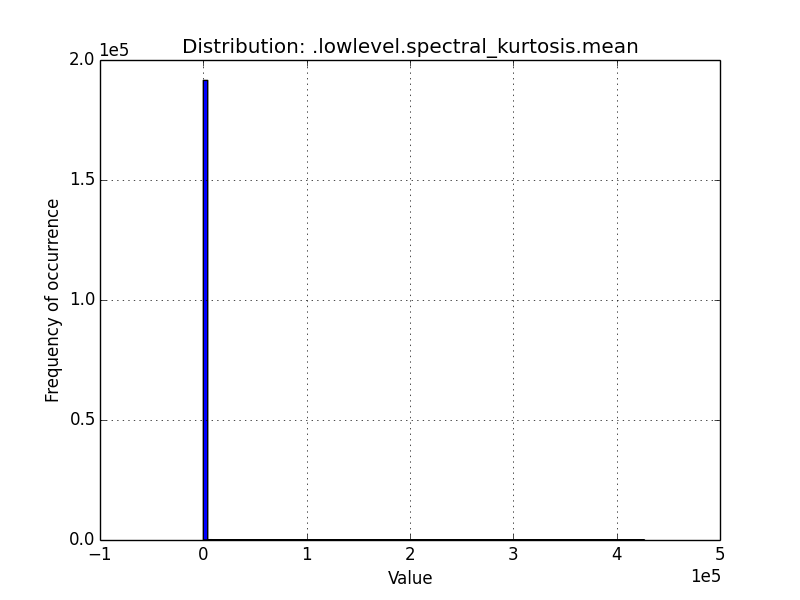 Distribution: .lowlevel.spectral_kurtosis.mean
1e5
2.0
1.5
1.0
0.5
0.0
Frequency of occurrence
−1 0 1 2 3 4 5
Value
1e5